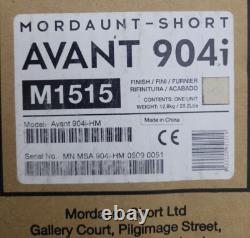 MORDAUNT-SHORT
AVANT 904i
M1515
FINISH / FINI / FURNIER
RIFINITURA / ACABADO
CONTENTS: ONE UNIT
WEIGHT: 12.8kg / 28.2Lbs
Model: Avant 904i-HM
Made in China
Serial No. MN MSA 904i-HM 0509 0051
Mordaunt-Short Ltd
Gallery Court, Pilgimage Street,